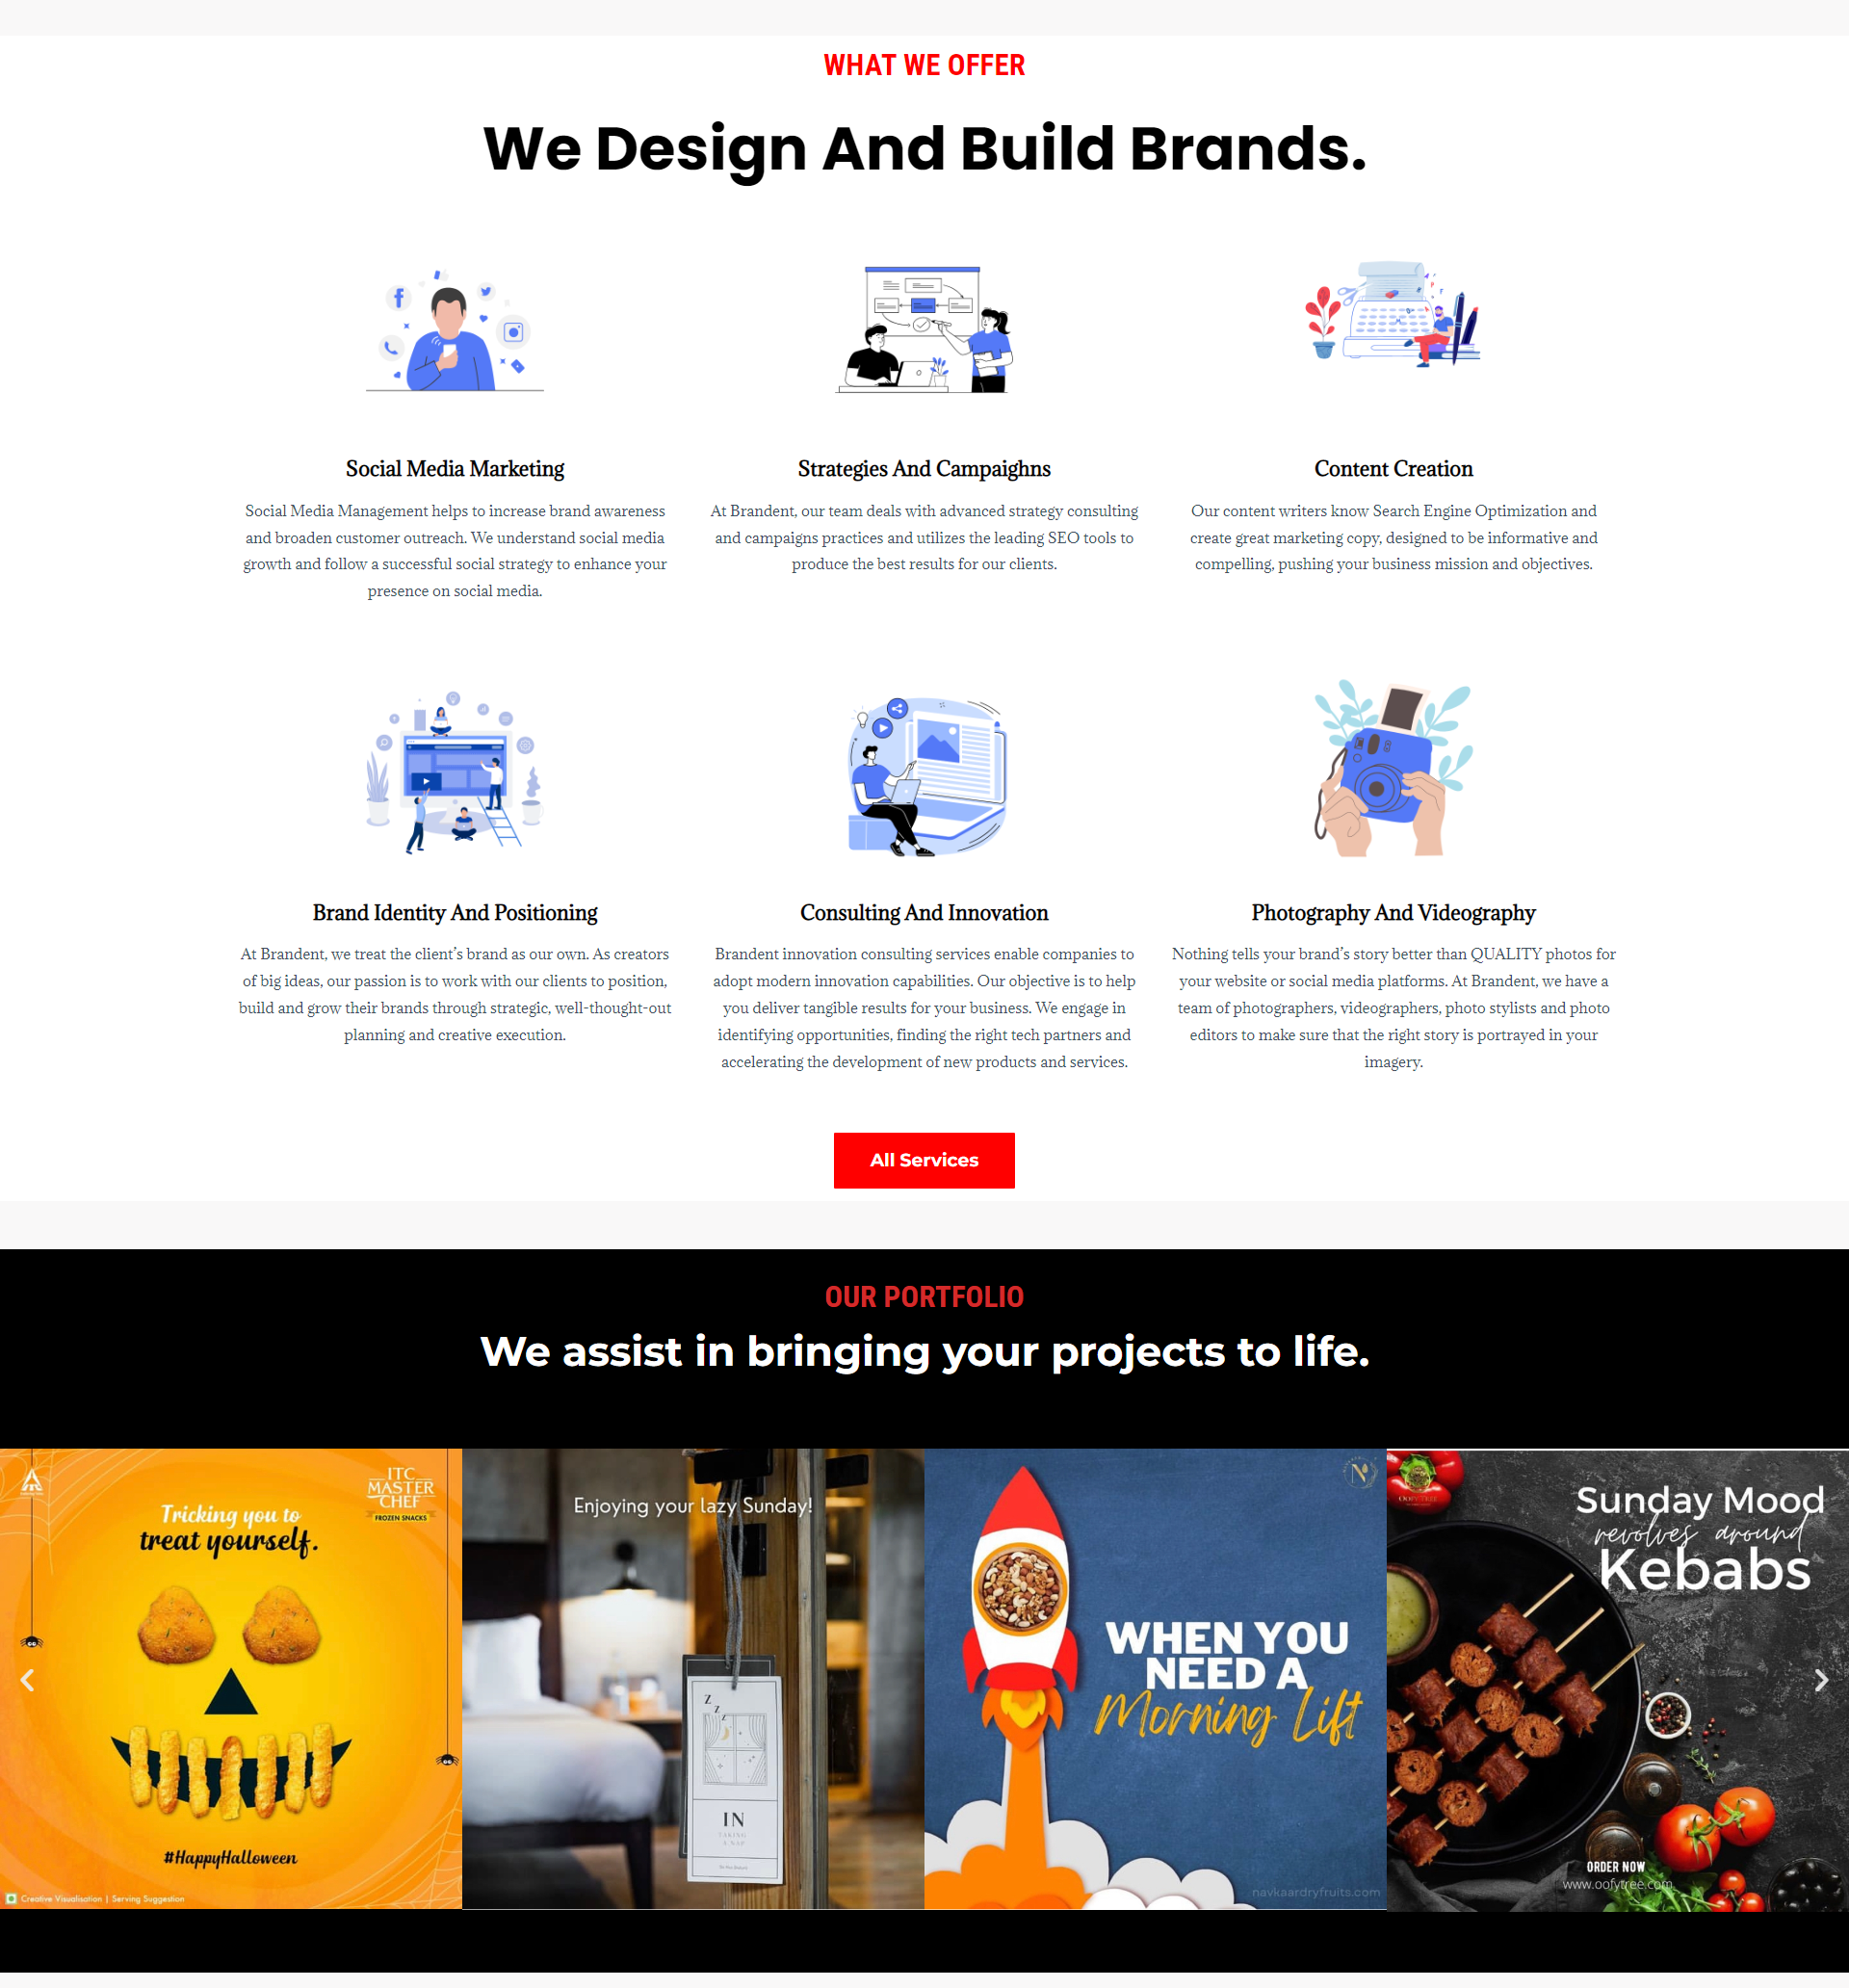 WHAT WE OFFER
We Design And Build Brands.
Social Media Marketing
Social Media Management helps to increase brand awareness
and broaden customer outreach. We understand social media
growth and follow a successful social strategy to enhance your
presence on social media.
Strategies And Campaighns
At Brandent, our team deals with advanced strategy consulting
and campaigns practices and utilizes the leading SEO tools to
produce the best results for our clients.
Content Creation
Our content writers know Search Engine Optimization and
create great marketing copy, designed to be informative and
compelling, pushing your business mission and objectives.
Brand Identity And Positioning
At Brandent, we treat the client’s brand as our own. As creators
of big ideas, our passion is to work with our clients to position,
build and grow their brands through strategic, well-thought-out
planning and creative execution.
Consulting And Innovation
Brandent innovation consulting services enable companies to
adopt modern innovation capabilities. Our objective is to help
you deliver tangible results for your business. We engage in
identifying opportunities, finding the right tech partners and
accelerating the development of new products and services.
Photography And Videography
Nothing tells your brand’s story better than QUALITY photos for
your website or social media platforms. At Brandent, we have a
team of photographers, videographers, photo stylists and photo
editors to make sure that the right story is portrayed in your
imagery.
All Services
OUR PORTFOLIO
We assist in bringing your projects to life.
ITC
MASTER
CHEF
FROZEN SNACKS
Tricking you to
treat yourself.
#HappyHalloween
Creative Visualisation | Serving Suggestion
Enjoying your lazy Sunday!
Z
Z
Z
IN
TAKING
A NAP
N
WHEN YOU
NEED A
Morning Lift
navkaardryfruits.com
OOFYTREE
Sunday Mood
revolves around
Kebabs
ORDER NOW
www.oofytree.com